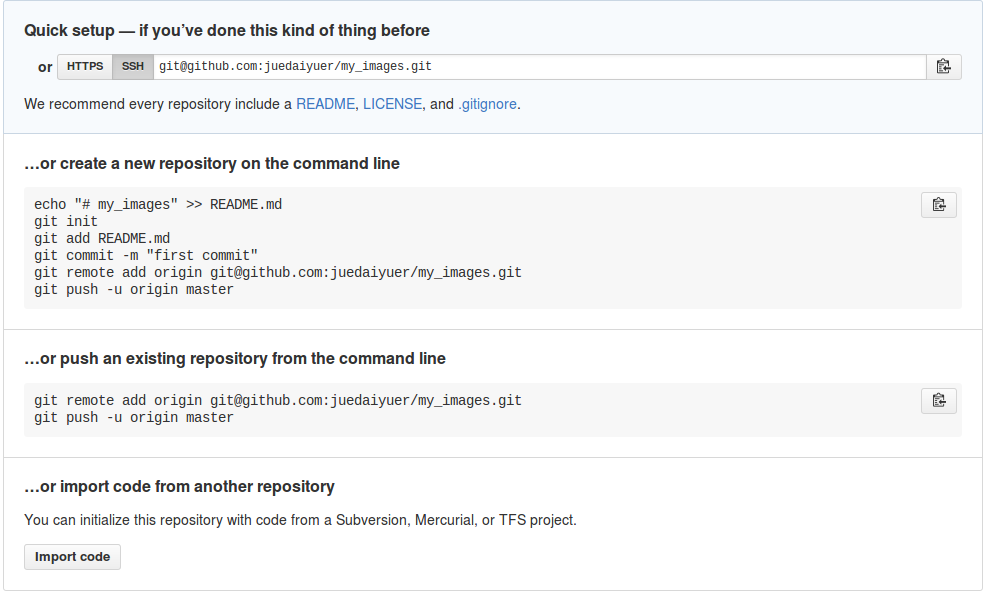 Quick setup — if you’ve done this kind of thing before
or HTTPS SSH git@github.com:juedaiyuer/my_images.git
We recommend every repository include a README, LICENSE, and .gitignore.
…or create a new repository on the command line
echo "# my_images" >> README.md
git init
git add README.md
git commit -m "first commit"
git remote add origin git@github.com:juedaiyuer/my_images.git
git push -u origin master
…or push an existing repository from the command line
git remote add origin git@github.com:juedaiyuer/my_images.git
git push -u origin master
…or import code from another repository
You can initialize this repository with code from a Subversion, Mercurial, or TFS project.
Import code